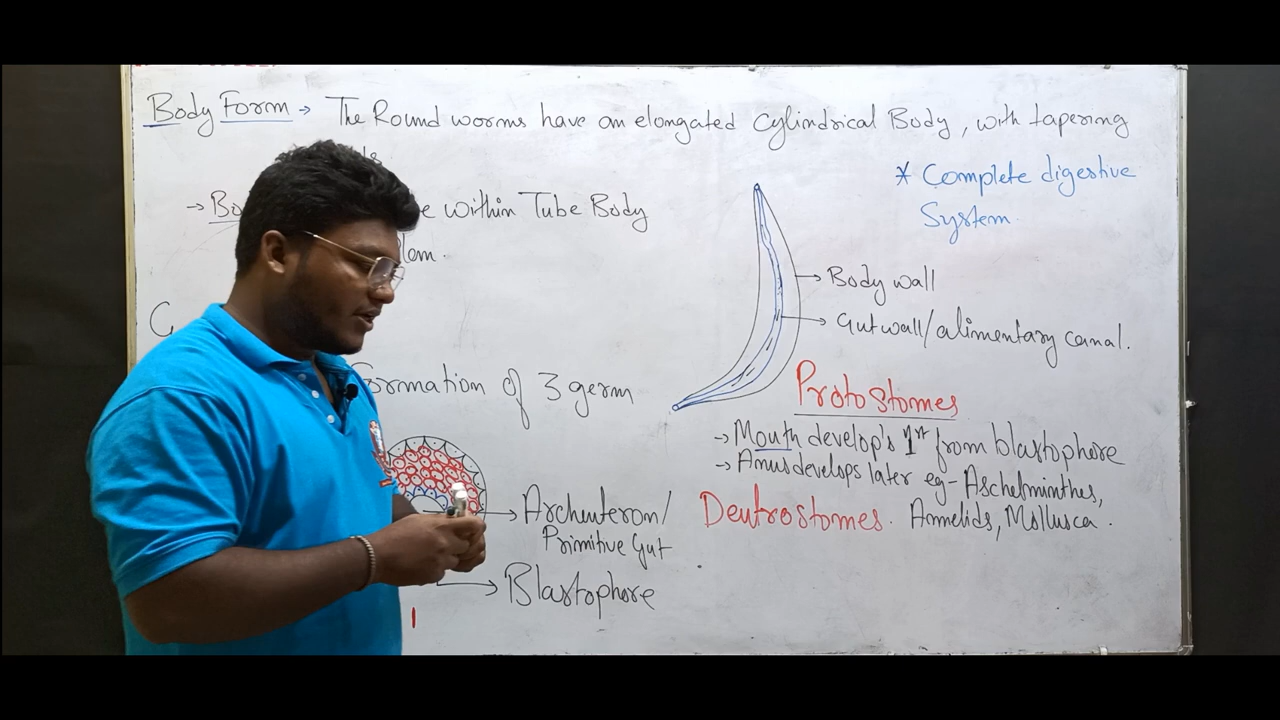 Body Form → The Round worms have an elongated Cylindrical Body, with tapering
* Complete digestive
System.
→ Bo
within Tube Body
→ Body wall
→ Gut wall/alimentary canal.
Formation of 3 germ
Protostomes
→ Mouth develop's 1st from blastophore
→ Anus develops later eg- Aschelminthes,
Annelids, Mollusca.
Deutrostomes.
→ Archenteron/
Primitive Gut
→ Blastophore